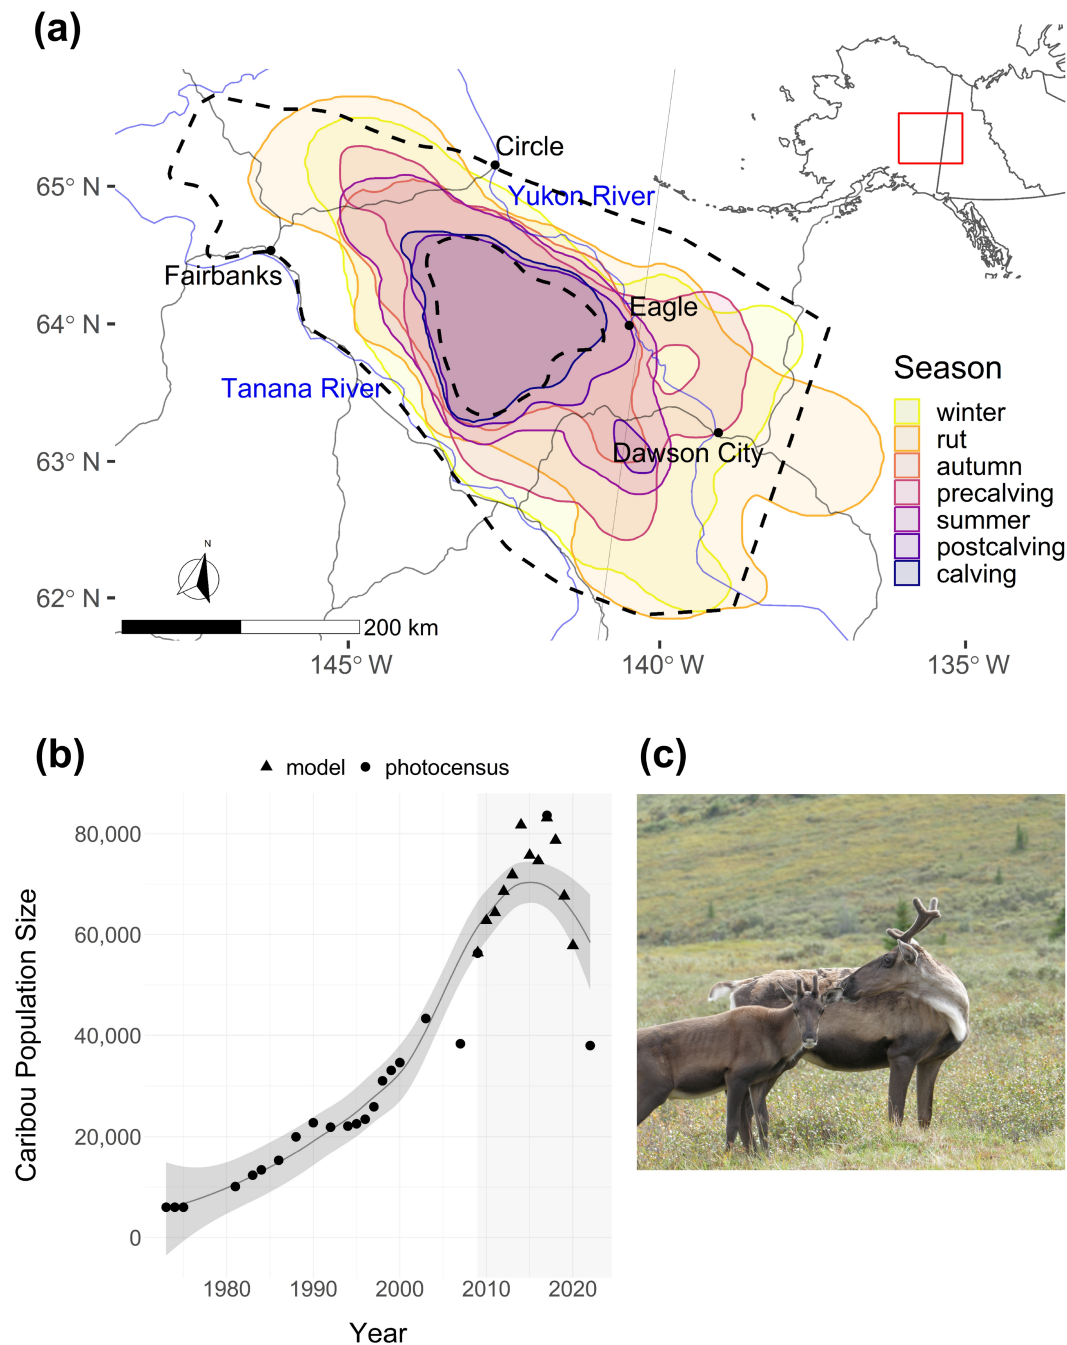 (a)
Circle
Yukon River
65° N
Fairbanks
Eagle
64° N
Tanana River
Season
winter
rut
autumn
precalving
summer
postcalving
calving
Dawson City
63° N
N
62° N
200 km
145° W
140° W
135° W
(b)
(c)
model
photocensus
80,000
60,000
40,000
20,000
0
Caribou Population Size
1980
1990
2000
2010
2020
Year